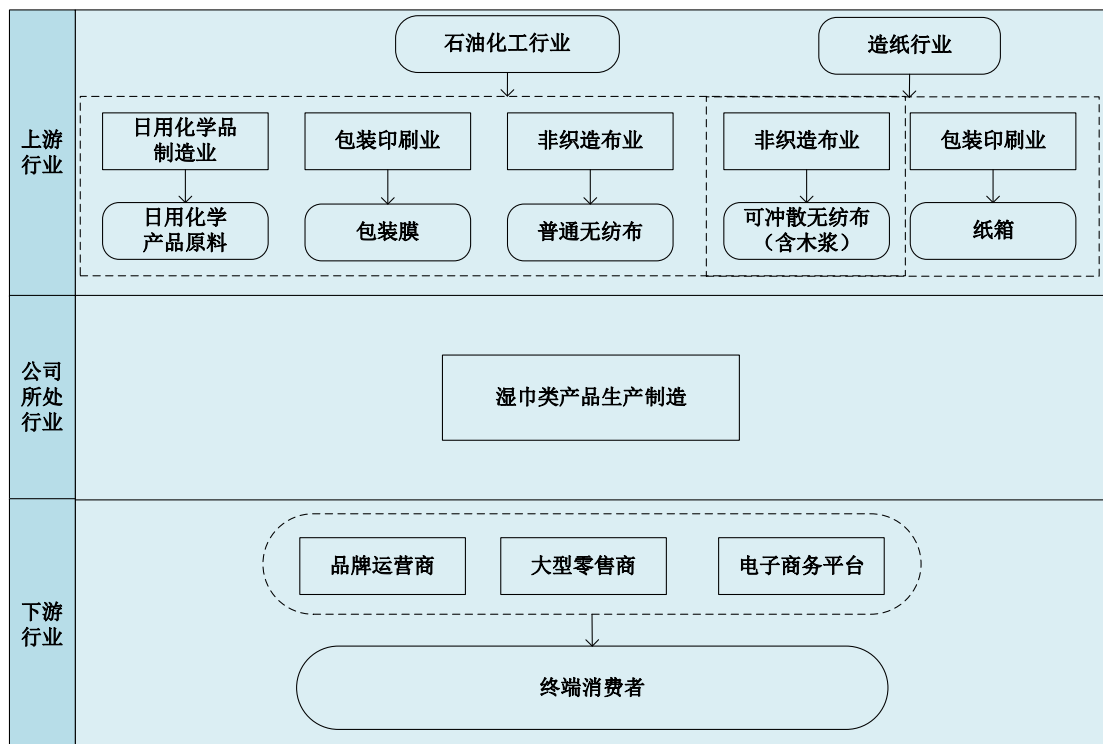 石油化工行业
造纸行业
上游
行业
日用化学品
制造业
包装印刷业
非织造布业
非织造布业
包装印刷业
日用化学
产品原料
包装膜
普通无纺布
可冲散无纺布
（含木浆）
纸箱
公司
所处
行业
湿巾类产品生产制造
下游
行业
品牌运营商
大型零售商
电子商务平台
终端消费者